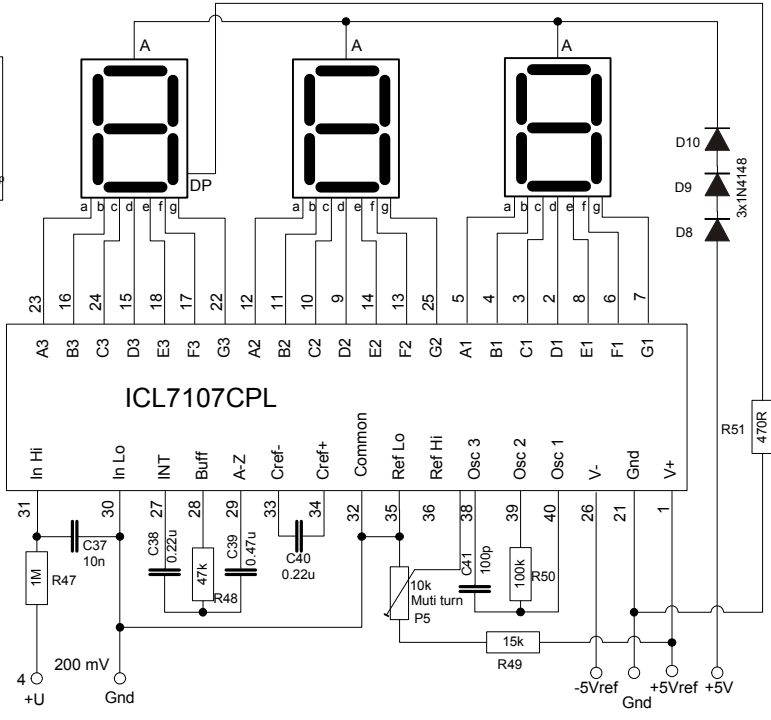 A A A
DP
a b c d e f g a b c d e f g a b c d e f g
D10
D9
D8
3x1N4148
23 16 24 15 18 17 22 12 11 10 9 14 13 25 5 4 3 2 8 6 7
A3 B3 C3 D3 E3 F3 G3 A2 B2 C2 D2 E2 F2 G2 A1 B1 C1 D1 E1 F1 G1
ICL7107CPL
R51
470R
In Hi In Lo INT Buff A-Z Cref- Cref+ Common Ref Lo Ref Hi Osc 3 Osc 2 Osc 1 V- Gnd V+
31 30 27 28 29 33 34 32 35 36 38 39 40 26 21 1
C37
10n
C38
0.22u
47k
R48
C39
0.47u
C40
0.22u
1M
R47
10k
Muti turn
P5
C41
100p
100k
R50
15k
R49
4
+U
200 mV
Gnd
-5Vref
Gnd
+5Vref
+5V